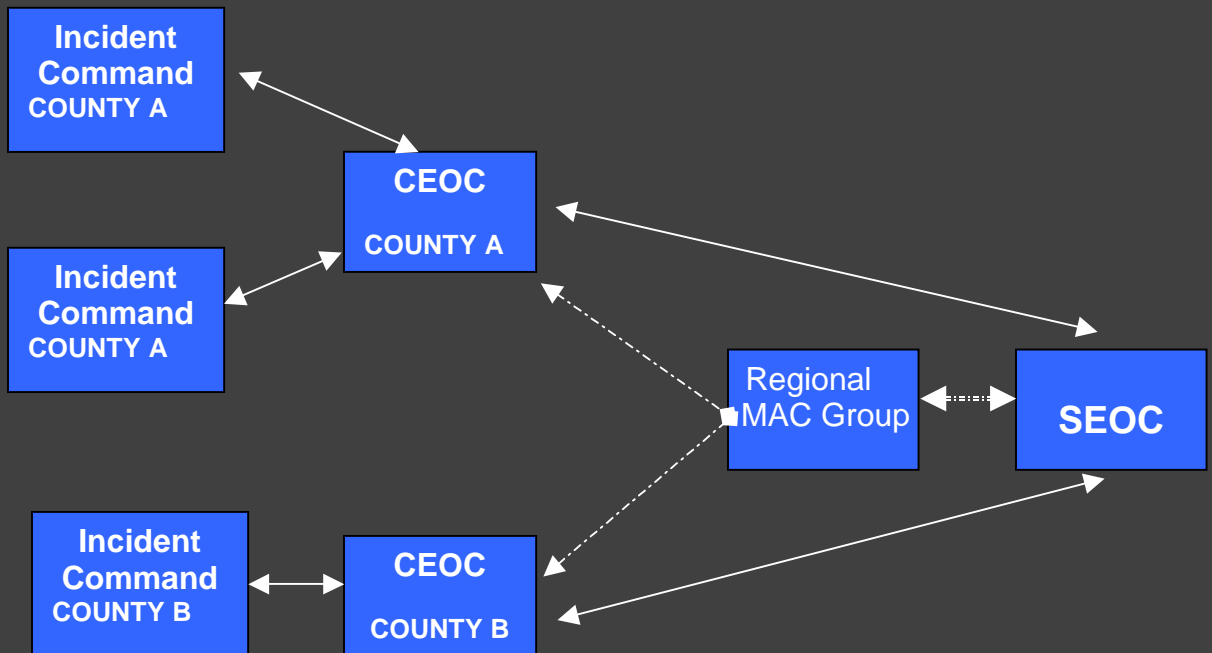 Incident
Command
COUNTY A
CEOC
COUNTY A
Incident
Command
COUNTY A
Regional
MAC Group
SEOC
Incident
Command
COUNTY B
CEOC
COUNTY B